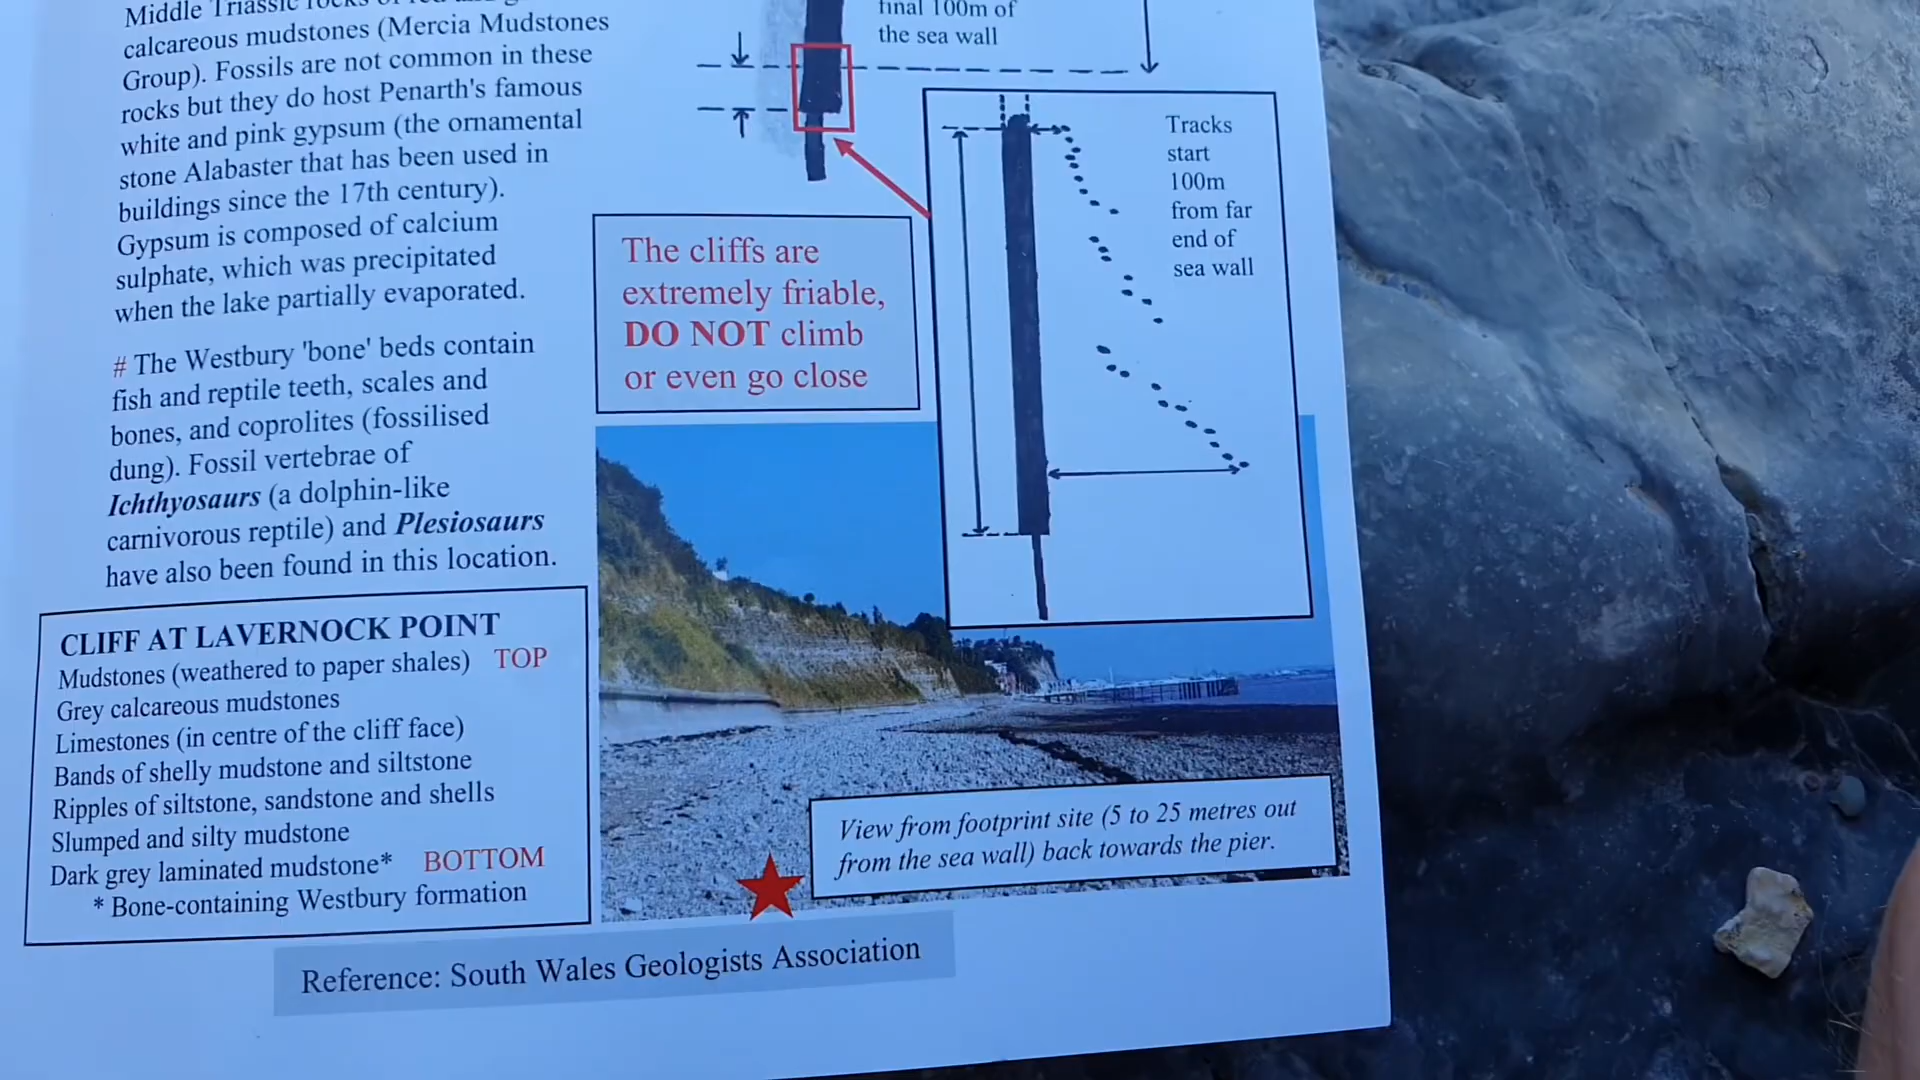 Middle Triassic rocks of red and
calcareous mudstones (Mercia Mudstones
Group). Fossils are not common in these
rocks but they do host Penarth's famous
white and pink gypsum (the ornamental
stone Alabaster that has been used in
buildings since the 17th century).
Gypsum is composed of calcium
sulphate, which was precipitated
when the lake partially evaporated.
# The Westbury 'bone' beds contain
fish and reptile teeth, scales and
bones, and coprolites (fossilised
dung). Fossil vertebrae of
Ichthyosaurs (a dolphin-like
carnivorous reptile) and Plesiosaurs
have also been found in this location.
CLIFF AT LAVERNOCK POINT
Mudstones (weathered to paper shales) TOP
Grey calcareous mudstones
Limestones (in centre of the cliff face)
Bands of shelly mudstone and siltstone
Ripples of siltstone, sandstone and shells
Slumped and silty mudstone
Dark grey laminated mudstone* BOTTOM
* Bone-containing Westbury formation
final 100m of
the sea wall
Tracks
start
100m
from far
end of
sea wall
The cliffs are
extremely friable,
DO NOT climb
or even go close
View from footprint site (5 to 25 metres out
from the sea wall) back towards the pier.
Reference: South Wales Geologists Association